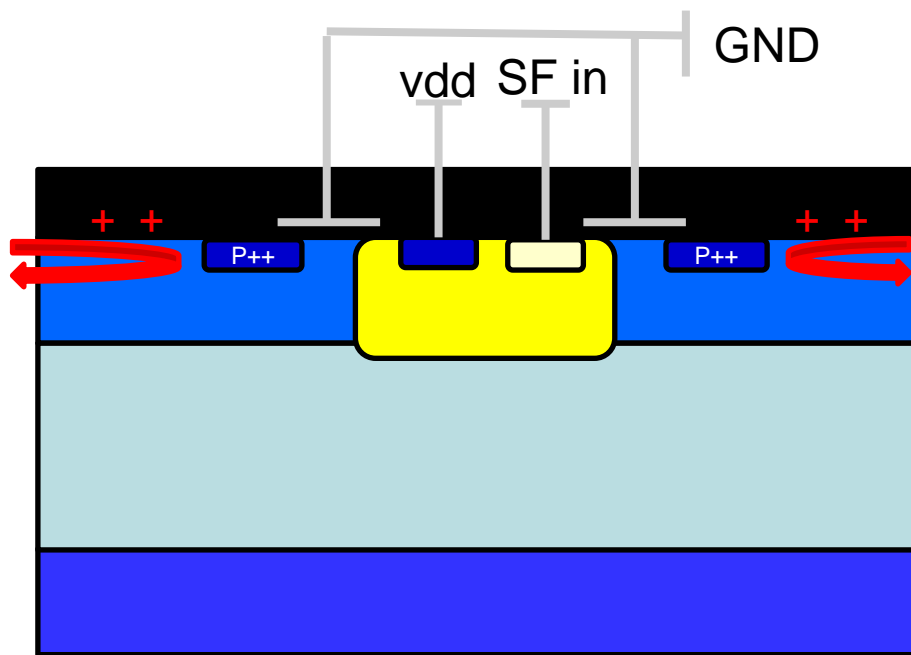 GND
vdd SF in
+ + + +
P++ P++